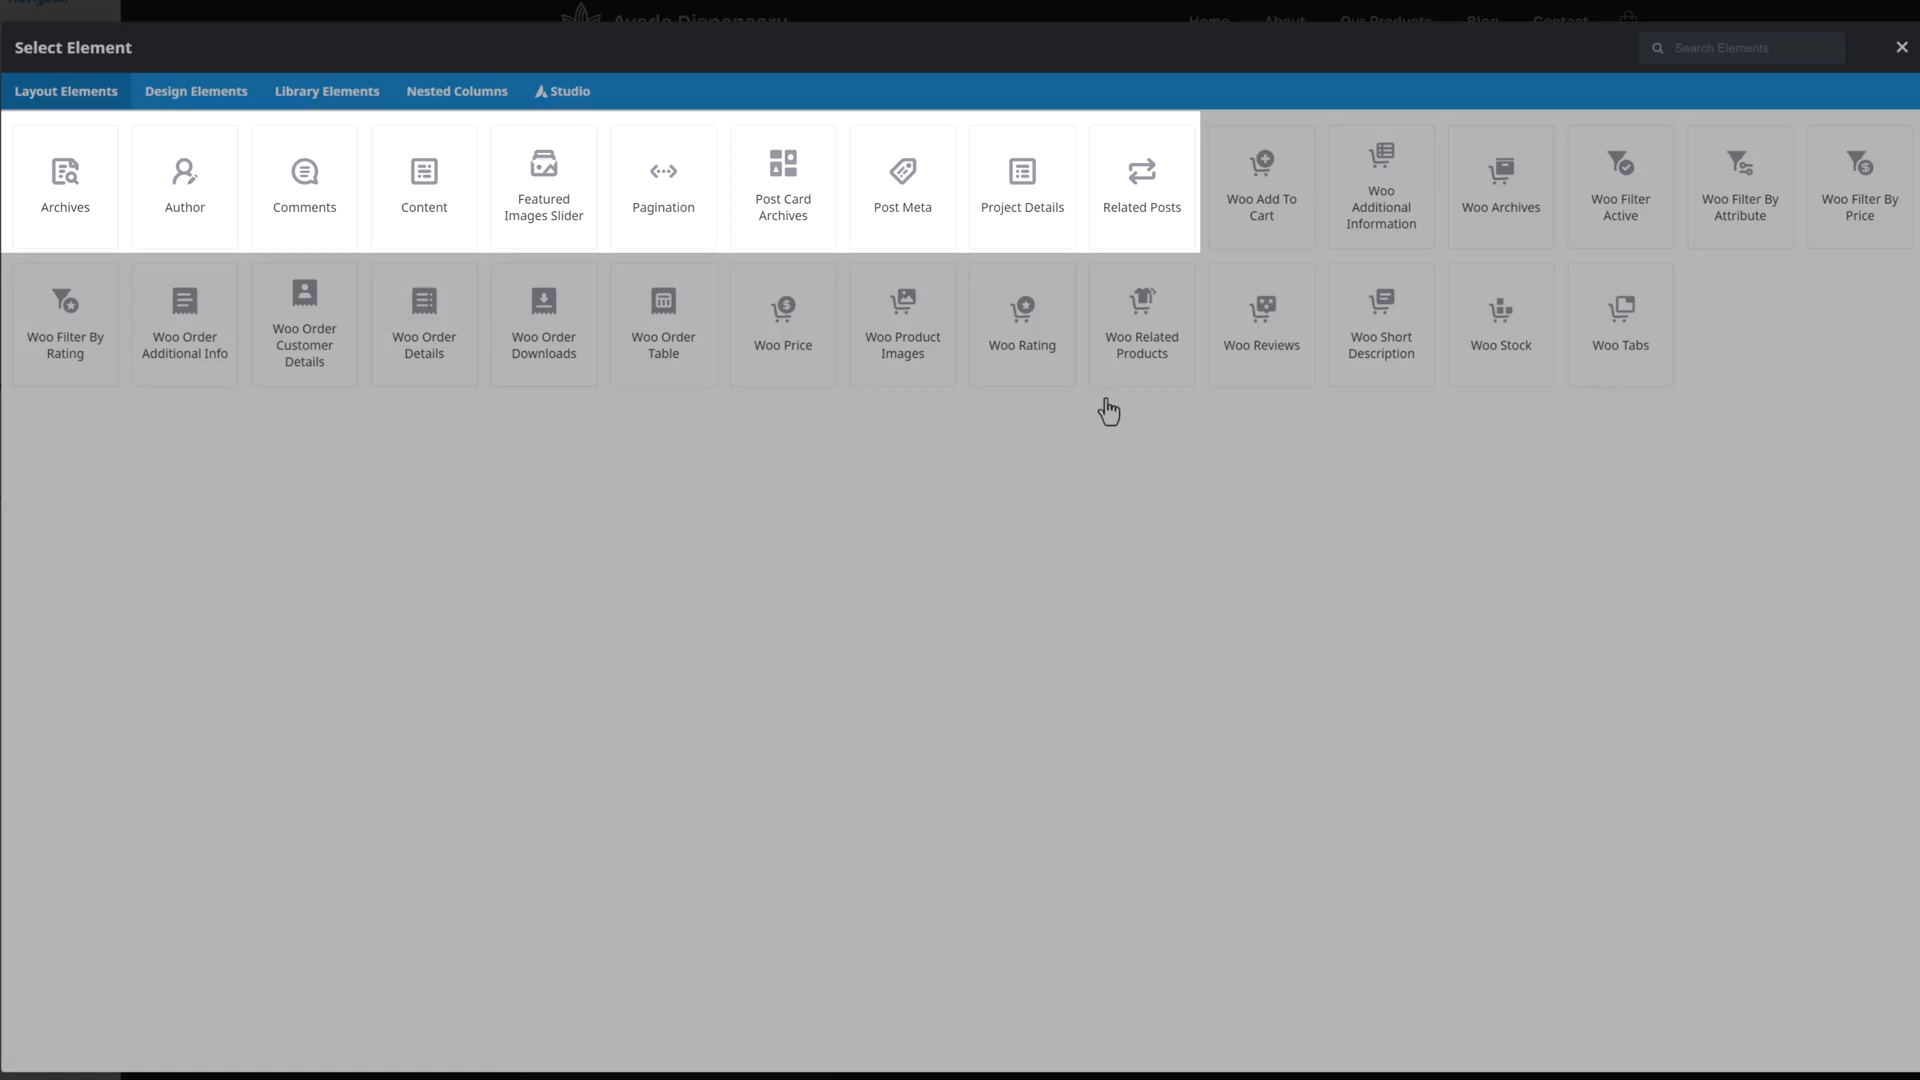 Select Element
Search Elements
Layout Elements
Design Elements
Library Elements
Nested Columns
Studio
Archives
Author
Comments
Content
Featured
Images Slider
Pagination
Post Card
Archives
Post Meta
Project Details
Related Posts
Woo Add To
Cart
Woo
Additional
Information
Woo Archives
Woo Filter
Active
Woo Filter By
Attribute
Woo Filter By
Price
Woo Filter By
Rating
Woo Order
Additional Info
Woo Order
Customer
Details
Woo Order
Details
Woo Order
Downloads
Woo Order
Table
Woo Price
Woo Product
Images
Woo Rating
Woo Related
Products
Woo Reviews
Woo Short
Description
Woo Stock
Woo Tabs